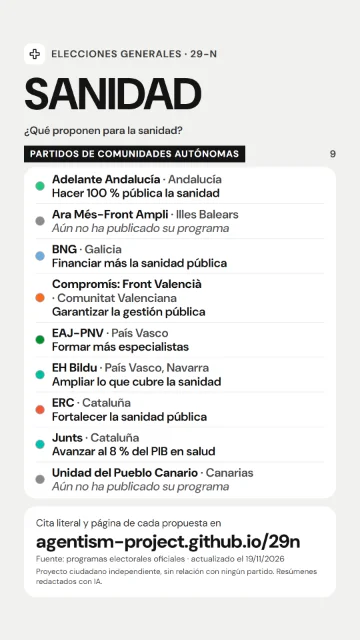 ELECCIONES GENERALES · 29-N
SANIDAD
¿Qué proponen para la sanidad?
PARTIDOS DE COMUNIDADES AUTÓNOMAS 9
Adelante Andalucía · Andalucía
Hacer 100 % pública la sanidad
Ara Més-Front Ampli · Illes Balears
Aún no ha publicado su programa
BNG · Galicia
Financiar más la sanidad pública
Compromís: Front Valencià
· Comunitat Valenciana
Garantizar la gestión pública
EAJ-PNV · País Vasco
Formar más especialistas
EH Bildu · País Vasco, Navarra
Ampliar lo que cubre la sanidad
ERC · Cataluña
Fortalecer la sanidad pública
Junts · Cataluña
Avanzar al 8 % del PIB en salud
Unidad del Pueblo Canario · Canarias
Aún no ha publicado su programa
Cita literal y página de cada propuesta en
agentism-project.github.io/29n
Fuente: programas electorales oficiales · actualizado el 19/11/2026
Proyecto ciudadano independiente, sin relación con ningún partido. Resúmenes
redactados con IA.